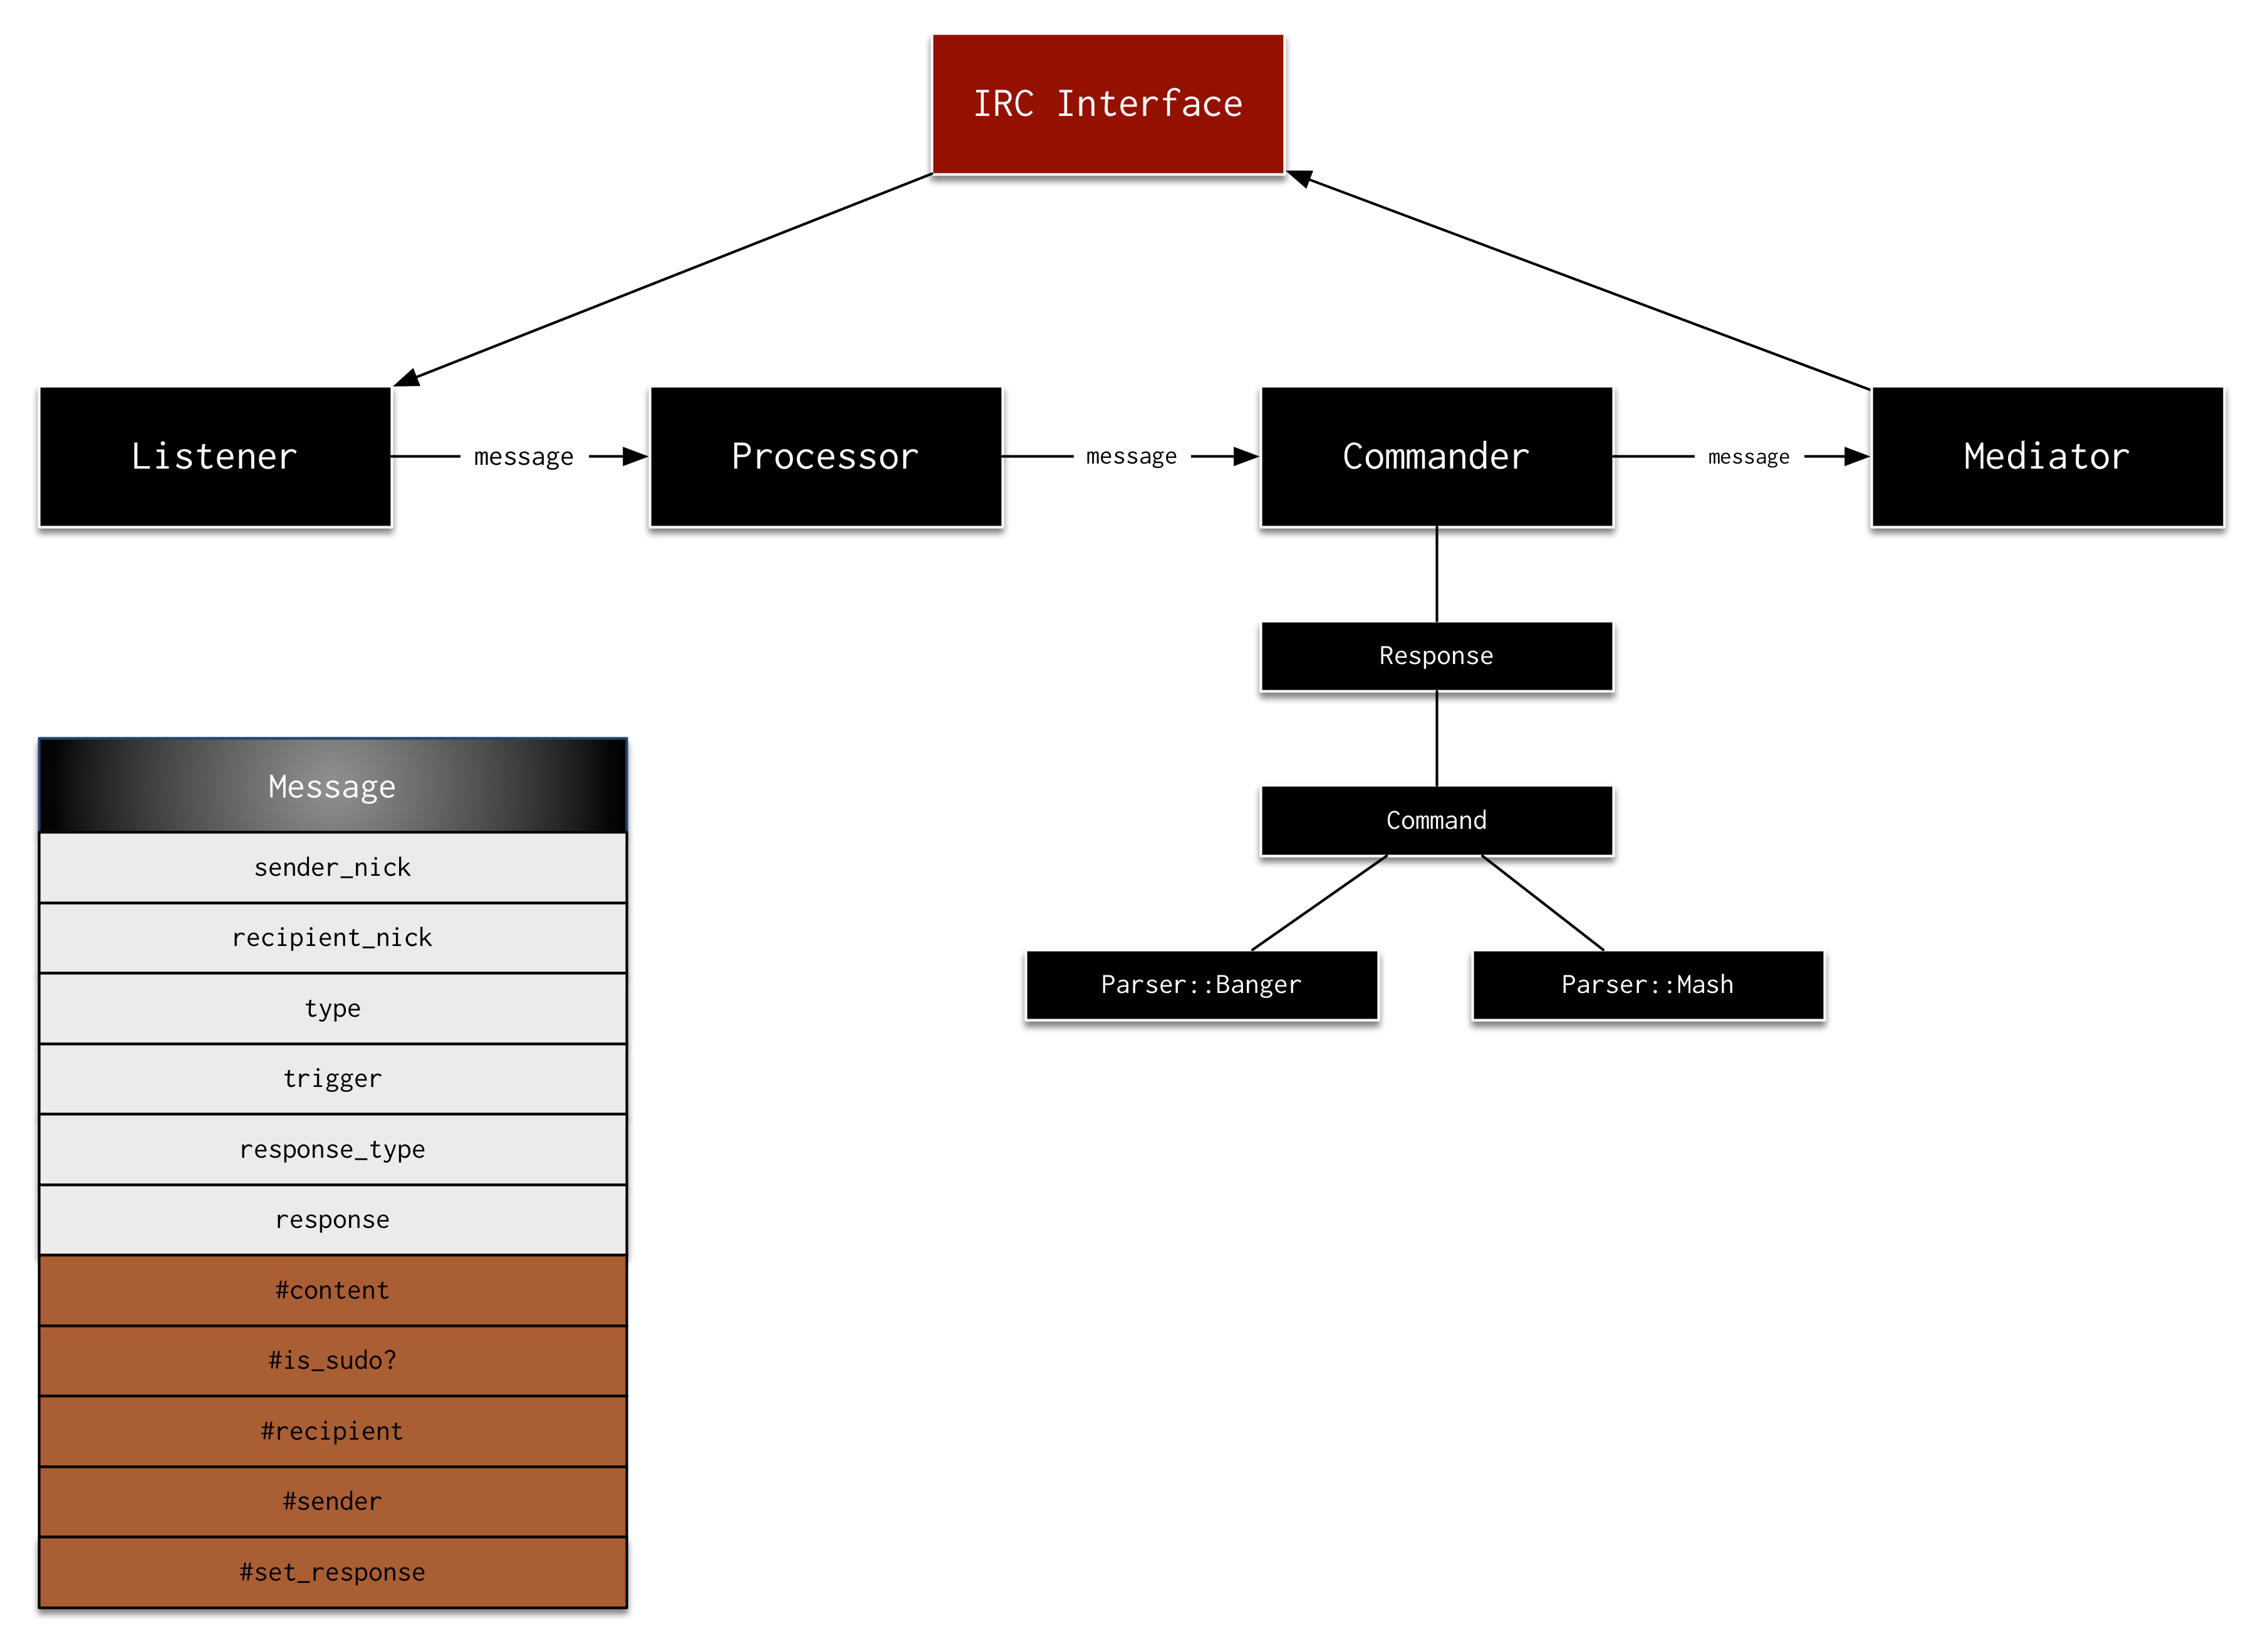 IRC Interface
Listener
message
Processor
message
Commander
message
Mediator
Response
Command
Parser::Banger
Parser::Mash
Message
sender_nick
recipient_nick
type
trigger
response_type
response
#content
#is_sudo?
#recipient
#sender
#set_response